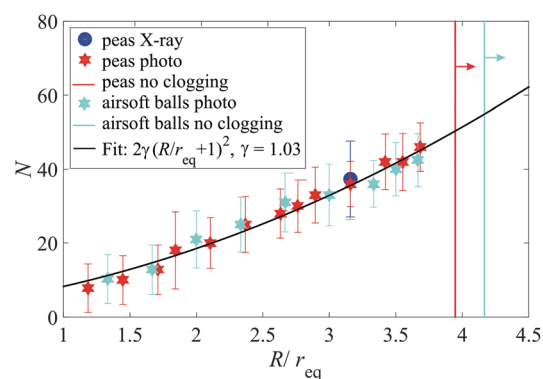 80
60
40
20
0
N
peas X-ray
peas photo
peas no clogging
airsoft balls photo
airsoft balls no clogging
Fit: 2γ(R/r_eq+1)², γ = 1.03
1 1.5 2 2.5 3 3.5 4 4.5
R/ r_eq